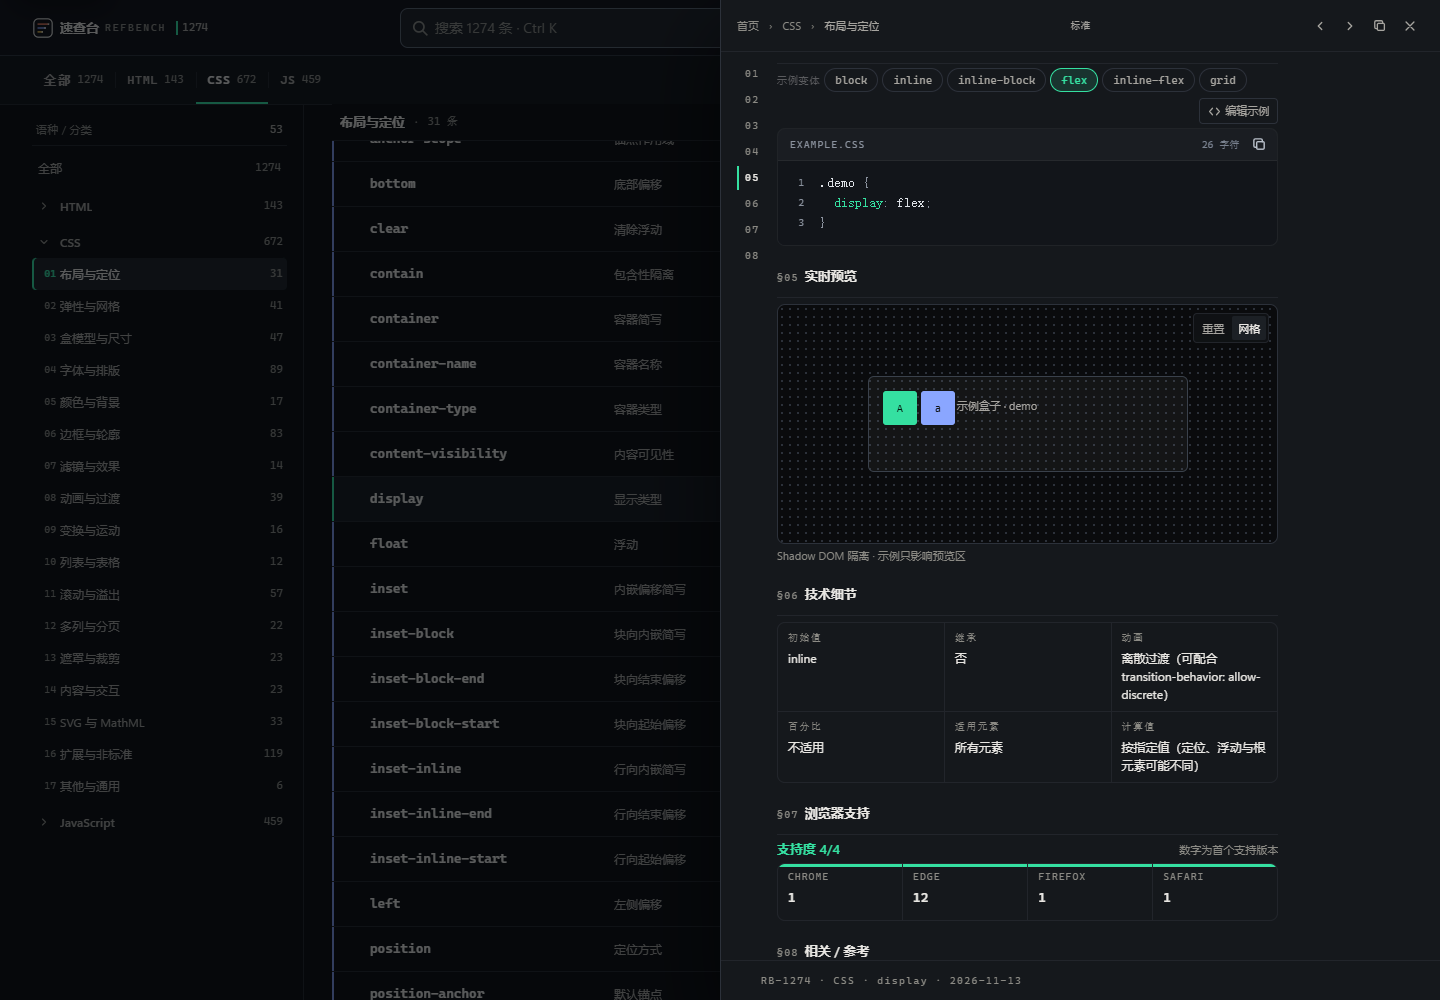 速查台 REFBENCH 1274
搜索 1274 条 · Ctrl K
全部 1274 HTML 143 CSS 672 JS 459
语种 / 分类 53
全部 1274
HTML 143
CSS 672
01 布局与定位 31
02 弹性与网格 41
03 盒模型与尺寸 47
04 字体与排版 89
05 颜色与背景 17
06 边框与轮廓 83
07 滤镜与效果 14
08 动画与过渡 39
09 变换与运动 16
10 列表与表格 12
11 滚动与溢出 57
12 多列与分页 22
13 遮罩与裁剪 23
14 内容与交互 23
15 SVG 与 MathML 33
16 扩展与非标准 119
17 其他与通用 6
JavaScript 459
布局与定位 · 31 条
anchor-scope
bottom 底部偏移
clear 清除浮动
contain 包含性隔离
container 容器简写
container-name 容器名称
container-type 容器类型
content-visibility 内容可见性
display 显示类型
float 浮动
inset 内嵌偏移简写
inset-block 块向内嵌简写
inset-block-end 块向结束偏移
inset-block-start 块向起始偏移
inset-inline 行向内嵌简写
inset-inline-end 行向结束偏移
inset-inline-start 行向起始偏移
left 左侧偏移
position 定位方式
position-anchor 默认锚点
首页 › CSS › 布局与定位 标准
01
02
03
04
05
06
07
08
示例变体 block inline inline-block flex inline-flex grid
编辑示例
EXAMPLE.CSS 26 字符
1 .demo {
2 display: flex;
3 }
§05 实时预览
重置 网格
A a 示例盒子 · demo
Shadow DOM 隔离 · 示例只影响预览区
§06 技术细节
初始值 继承 动画
inline 否 离散过渡（可配合
transition-behavior: allow-
discrete）
百分比 适用元素 计算值
不适用 所有元素 按指定值（定位、浮动与根
元素可能不同）
§07 浏览器支持
支持度 4/4 数字为首个支持版本
CHROME EDGE FIREFOX SAFARI
1 12 1 1
§08 相关 / 参考
RB-1274 · CSS · display · 2026-11-13